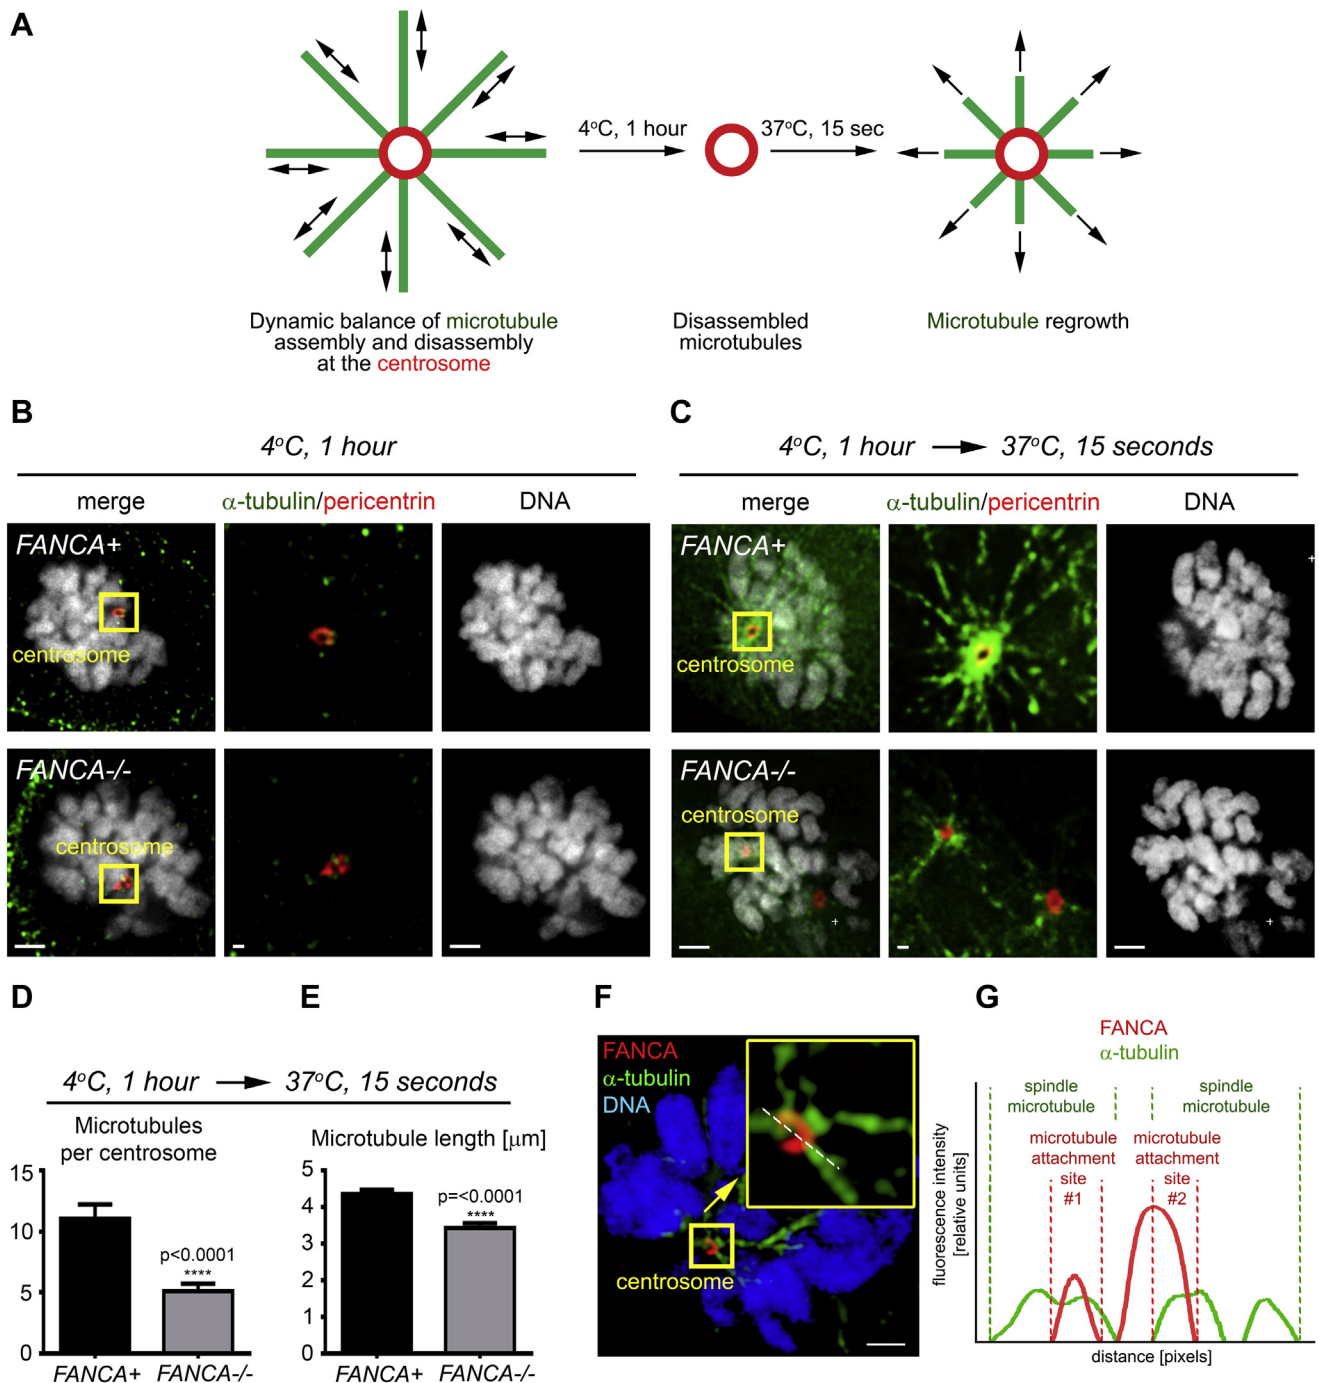 A
4°C, 1 hour
37°C, 15 sec
Dynamic balance of microtubule
assembly and disassembly
at the centrosome
Disassembled
microtubules
Microtubule regrowth
B
4°C, 1 hour
merge
α-tubulin/pericentrin
DNA
FANCA+
centrosome
FANCA-/-
centrosome
C
4°C, 1 hour
37°C, 15 seconds
merge
α-tubulin/pericentrin
DNA
FANCA+
centrosome
FANCA-/-
centrosome
D
E
4°C, 1 hour
37°C, 15 seconds
Microtubules
per centrosome
15
10
5
0
p<0.0001
****
FANCA+
FANCA-/-
Microtubule length [μm]
5
4
3
2
1
0
p=<0.0001
****
FANCA+
FANCA-/-
F
FANCA
α-tubulin
DNA
centrosome
G
FANCA
α-tubulin
spindle
microtubule
spindle
microtubule
microtubule
attachment
site
#1
microtubule
attachment
site
#2
fluorescence intensity
[relative units]
distance [pixels]